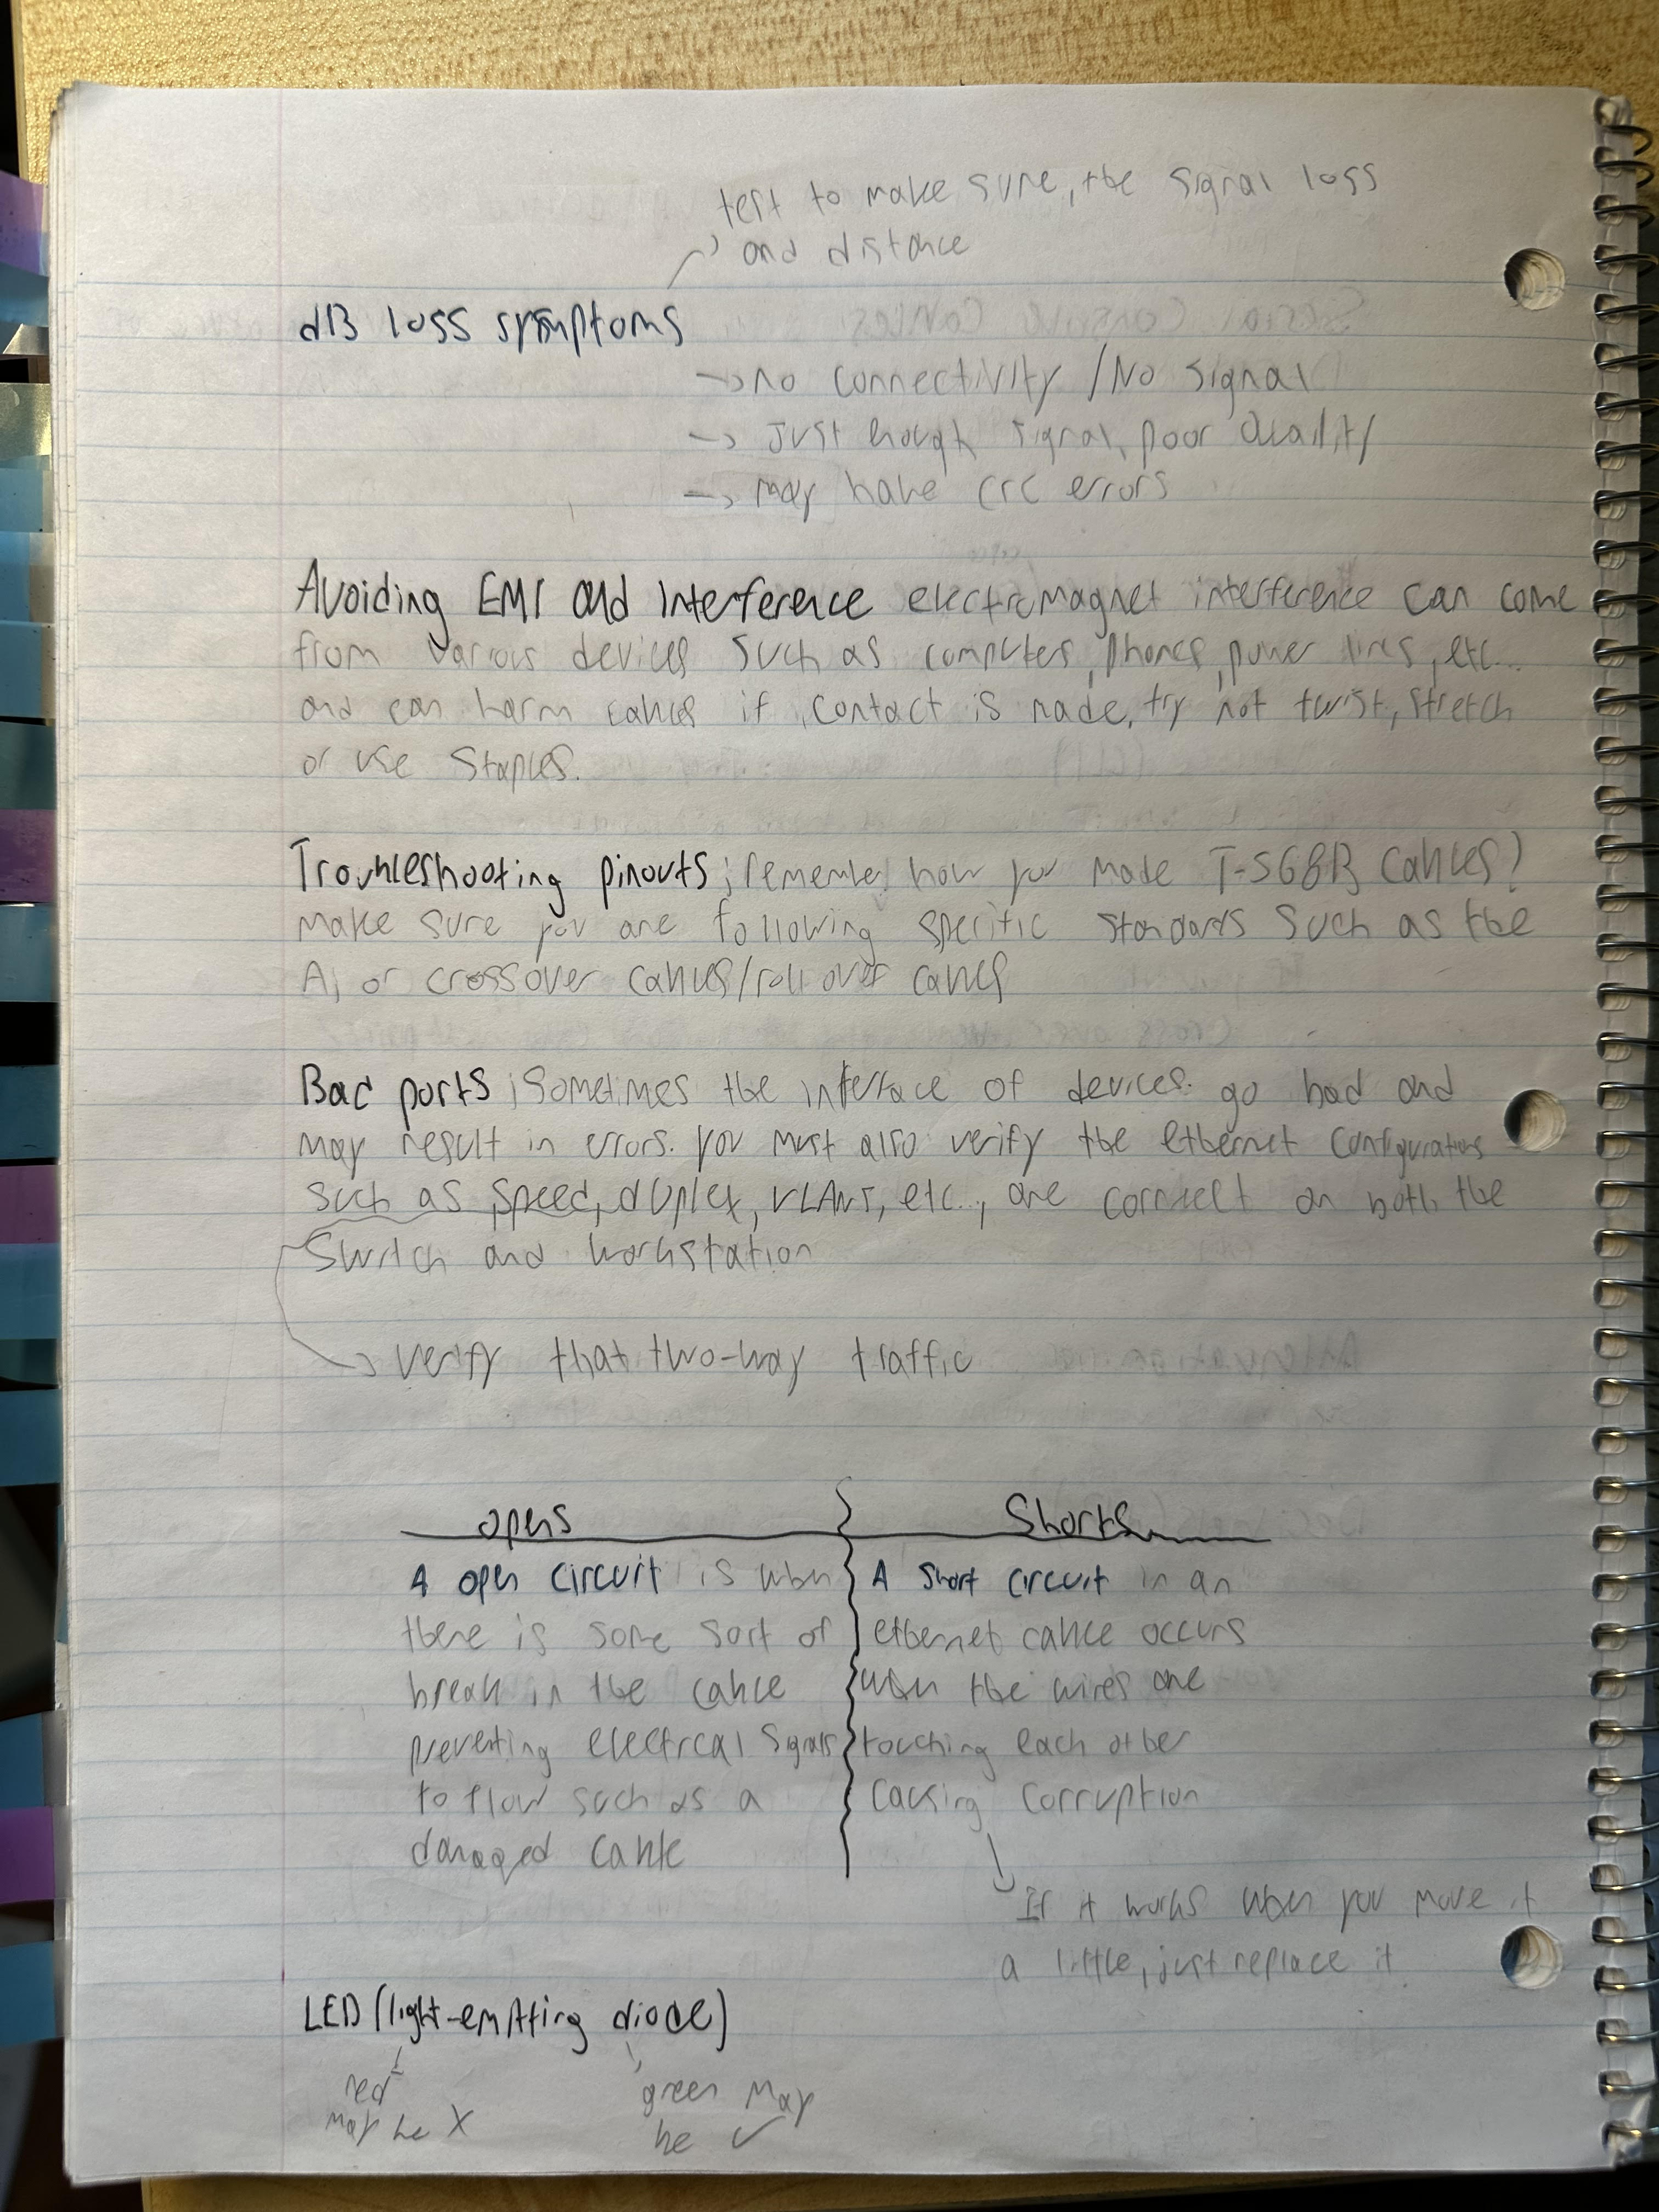 test to make sure, the signal loss
and distance
dB loss symptoms
→ no connectivity / No signal
→ Just enough signal, poor Quality
→ may have crc errors
Avoiding EMI and Interference electromagnet interference can come
from various devices such as computers, phones, power lines, etc...
and can harm cables if contact is made, try not twist, stretch
or use staples.
Troubleshooting pinouts; remember how you made T-568B Cables?
Make sure you are following specific standards such as the
A, or crossover cables/rollover cables
Bad ports; Sometimes the interface of devices go bad and
may result in errors. you must also verify the ethernet configurations
such as speed, duplex, VLANs, etc..., are correct on both the
Switch and workstation
→ verify that two-way traffic
opens
Shorts
A open circuit is when
there is some sort of
break in the cable
preventing electrical signals
to flow such as a
damaged cable
A Short circuit in an
ethernet cable occurs
when the wires are
touching each other
Causing Corruption
If it works when you move it
a little, just replace it
LED (light-emitting diode)
red
may be X
green may
be ✓